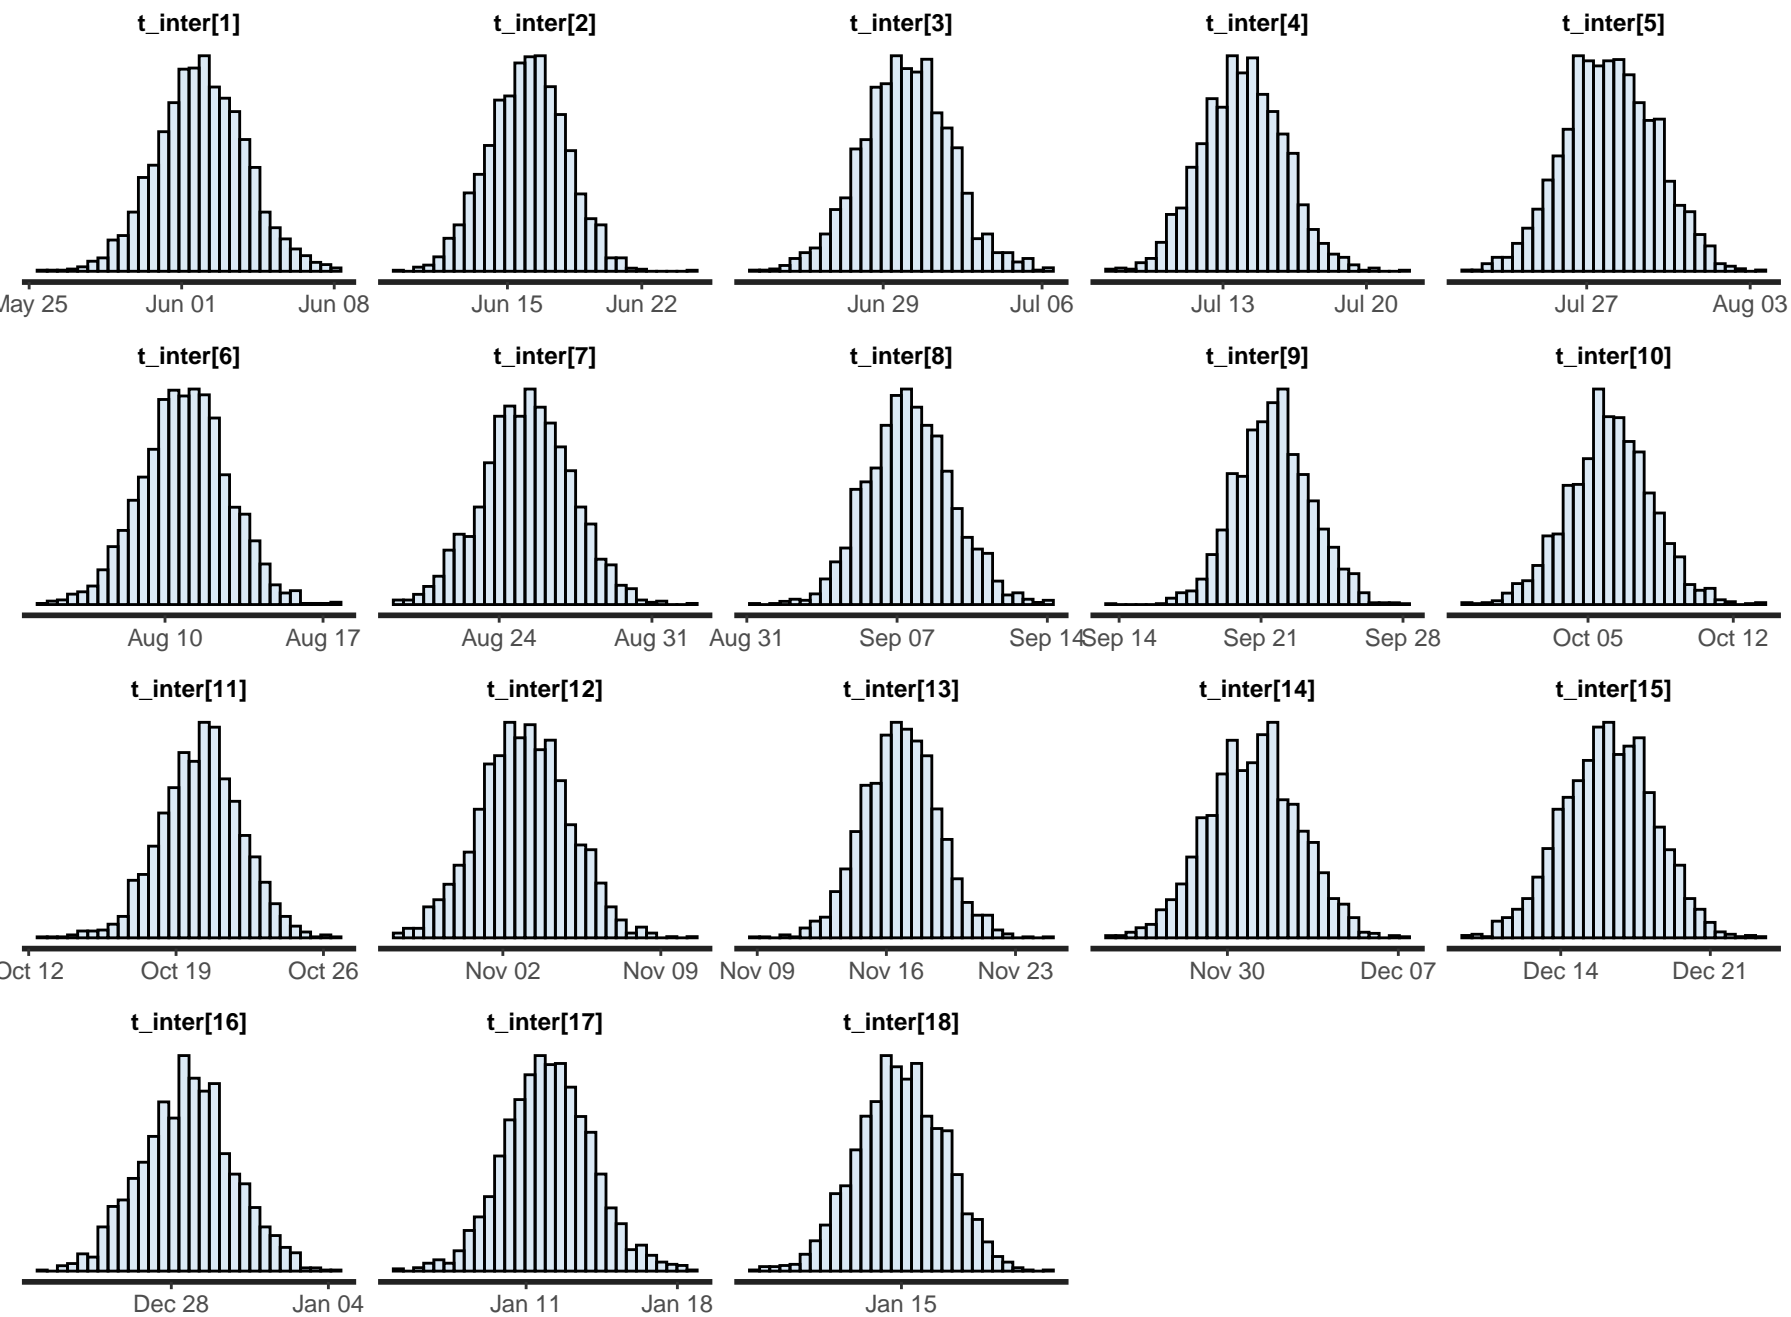 t_inter[1] t_inter[2] t_inter[3] t_inter[4] t_inter[5]
May 25 Jun 01 Jun 08 Jun 15 Jun 22 Jun 29 Jul 06 Jul 13 Jul 20 Jul 27 Aug 03
t_inter[6] t_inter[7] t_inter[8] t_inter[9] t_inter[10]
Aug 10 Aug 17 Aug 24 Aug 31 Aug 31 Sep 07 Sep 14 Sep 14 Sep 21 Sep 28 Oct 05 Oct 12
t_inter[11] t_inter[12] t_inter[13] t_inter[14] t_inter[15]
Oct 12 Oct 19 Oct 26 Nov 02 Nov 09 Nov 09 Nov 16 Nov 23 Nov 30 Dec 07 Dec 14 Dec 21
t_inter[16] t_inter[17] t_inter[18]
Dec 28 Jan 04 Jan 11 Jan 18 Jan 15